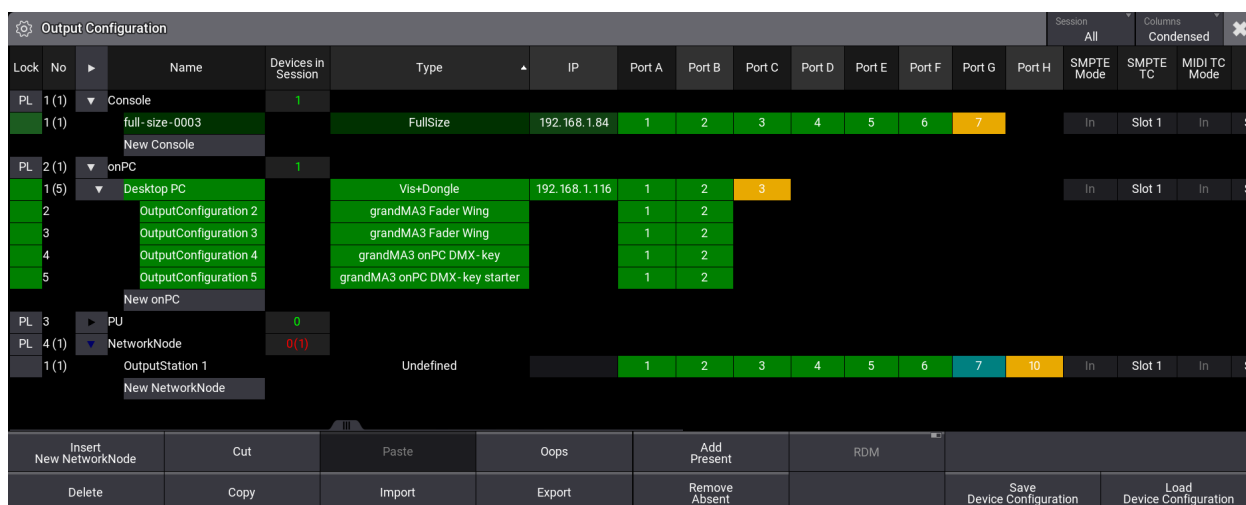 Output Configuration Session All Columns Condensed
Lock No Name Devices in Session Type IP Port A Port B Port C Port D Port E Port F Port G Port H SMPTE Mode SMPTE TC MIDI TC Mode
PL 1 (1) Console 1
1 (1) full-size-0003 FullSize 192.168.1.84 1 2 3 4 5 6 7 In Slot 1 In
New Console
PL 2 (1) onPC 1
1 (5) Desktop PC Vis+Dongle 192.168.1.116 1 2 3 In Slot 1 In
2 OutputConfiguration 2 grandMA3 Fader Wing 1 2
3 OutputConfiguration 3 grandMA3 Fader Wing 1 2
4 OutputConfiguration 4 grandMA3 onPC DMX-key 1 2
5 OutputConfiguration 5 grandMA3 onPC DMX-key starter 1 2
New onPC
PL 3 PU 0
PL 4 (1) NetworkNode 0(1)
1 (1) OutputStation 1 Undefined 1 2 3 4 5 6 7 10 In Slot 1 In
New NetworkNode
Insert New NetworkNode Cut Paste Oops Add Present RDM
Delete Copy Import Export Remove Absent Save Device Configuration Load Device Configuration